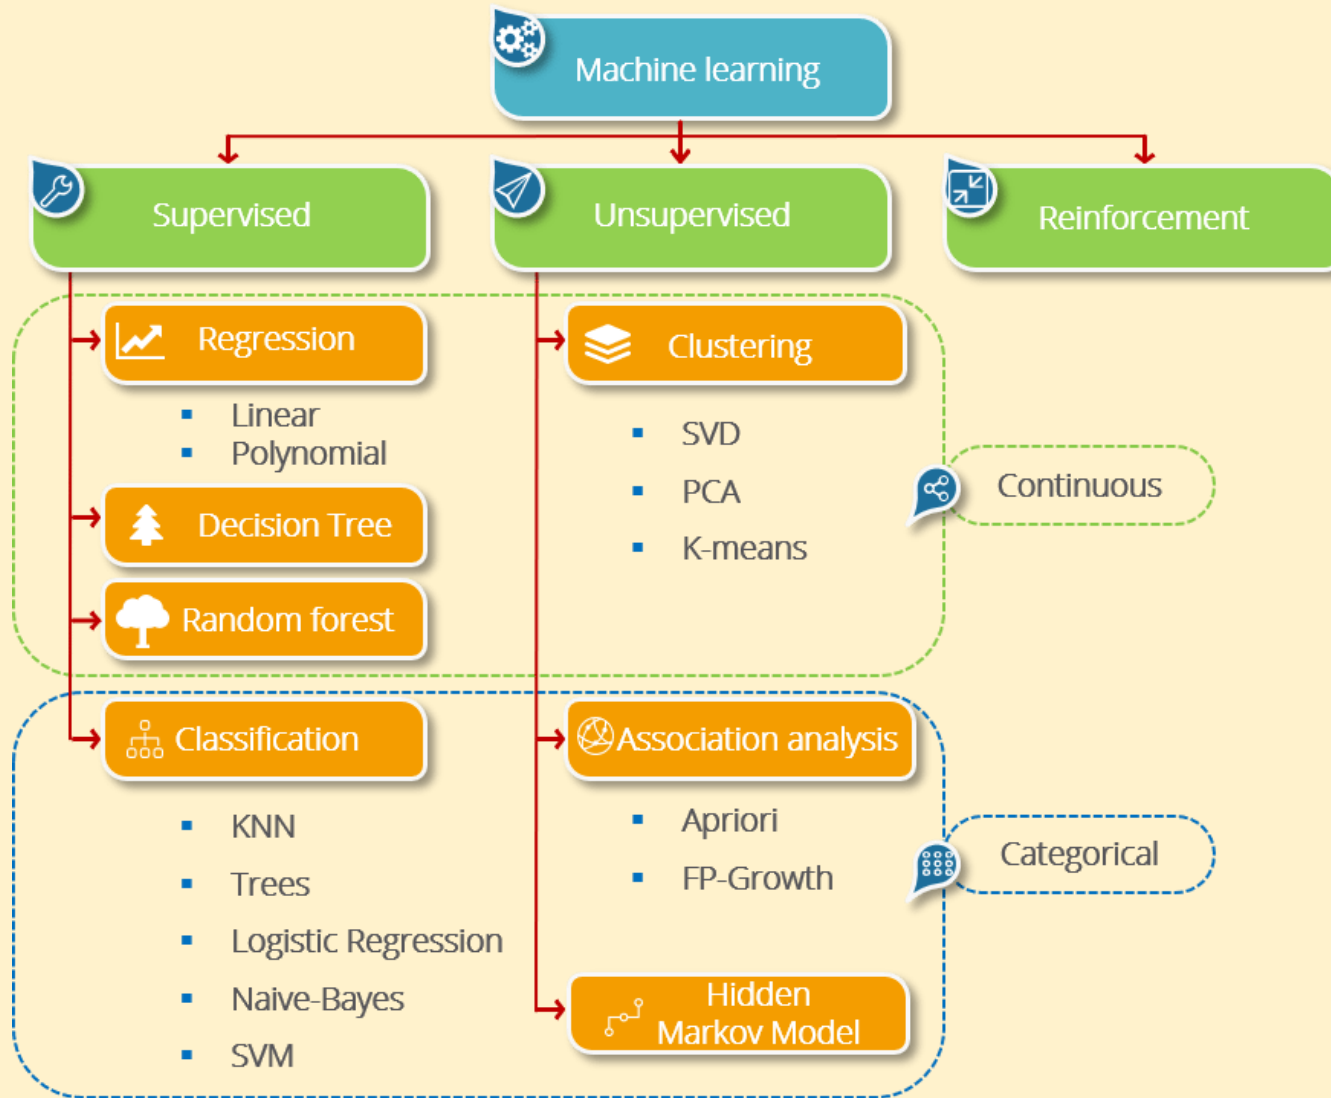 Machine learning
Supervised
Unsupervised
Reinforcement
Regression
Linear
Polynomial
Decision Tree
Random forest
Clustering
SVD
PCA
K-means
Continuous
Classification
KNN
Trees
Logistic Regression
Naive-Bayes
SVM
Association analysis
Apriori
FP-Growth
Hidden
Markov Model
Categorical